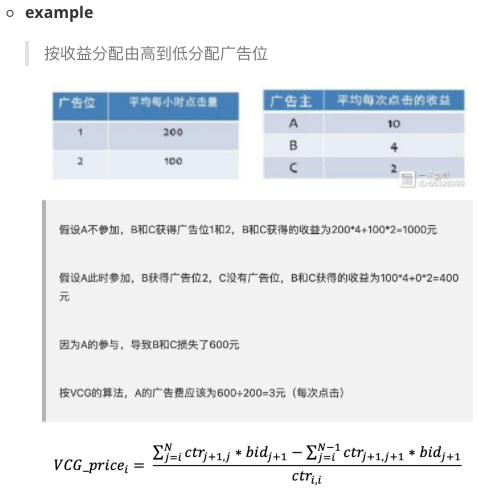 example
按收益分配由高到低分配广告位
广告位 平均每小时点击量
1 200
2 100
广告主 平均每次点击的收益
A 10
B 4
C 2
假设A不参加，B和C获得广告位1和2，B和C获得的收益为200*4+100*2=1000元
假设A此时参加，B获得广告位2，C没有广告位，B和C获得的收益为100*4+0*2=400
元
因为A的参与，导致B和C损失了600元
按VCG的算法，A的广告费应该为600÷200=3元（每次点击）
VCG_price_i = \frac{\sum_{j=i}^{N} ctr_{j+1,j} * bid_{j+1} - \sum_{j=i}^{N-1} ctr_{j+1,j+1} * bid_{j+1}}{ctr_{i,i}}